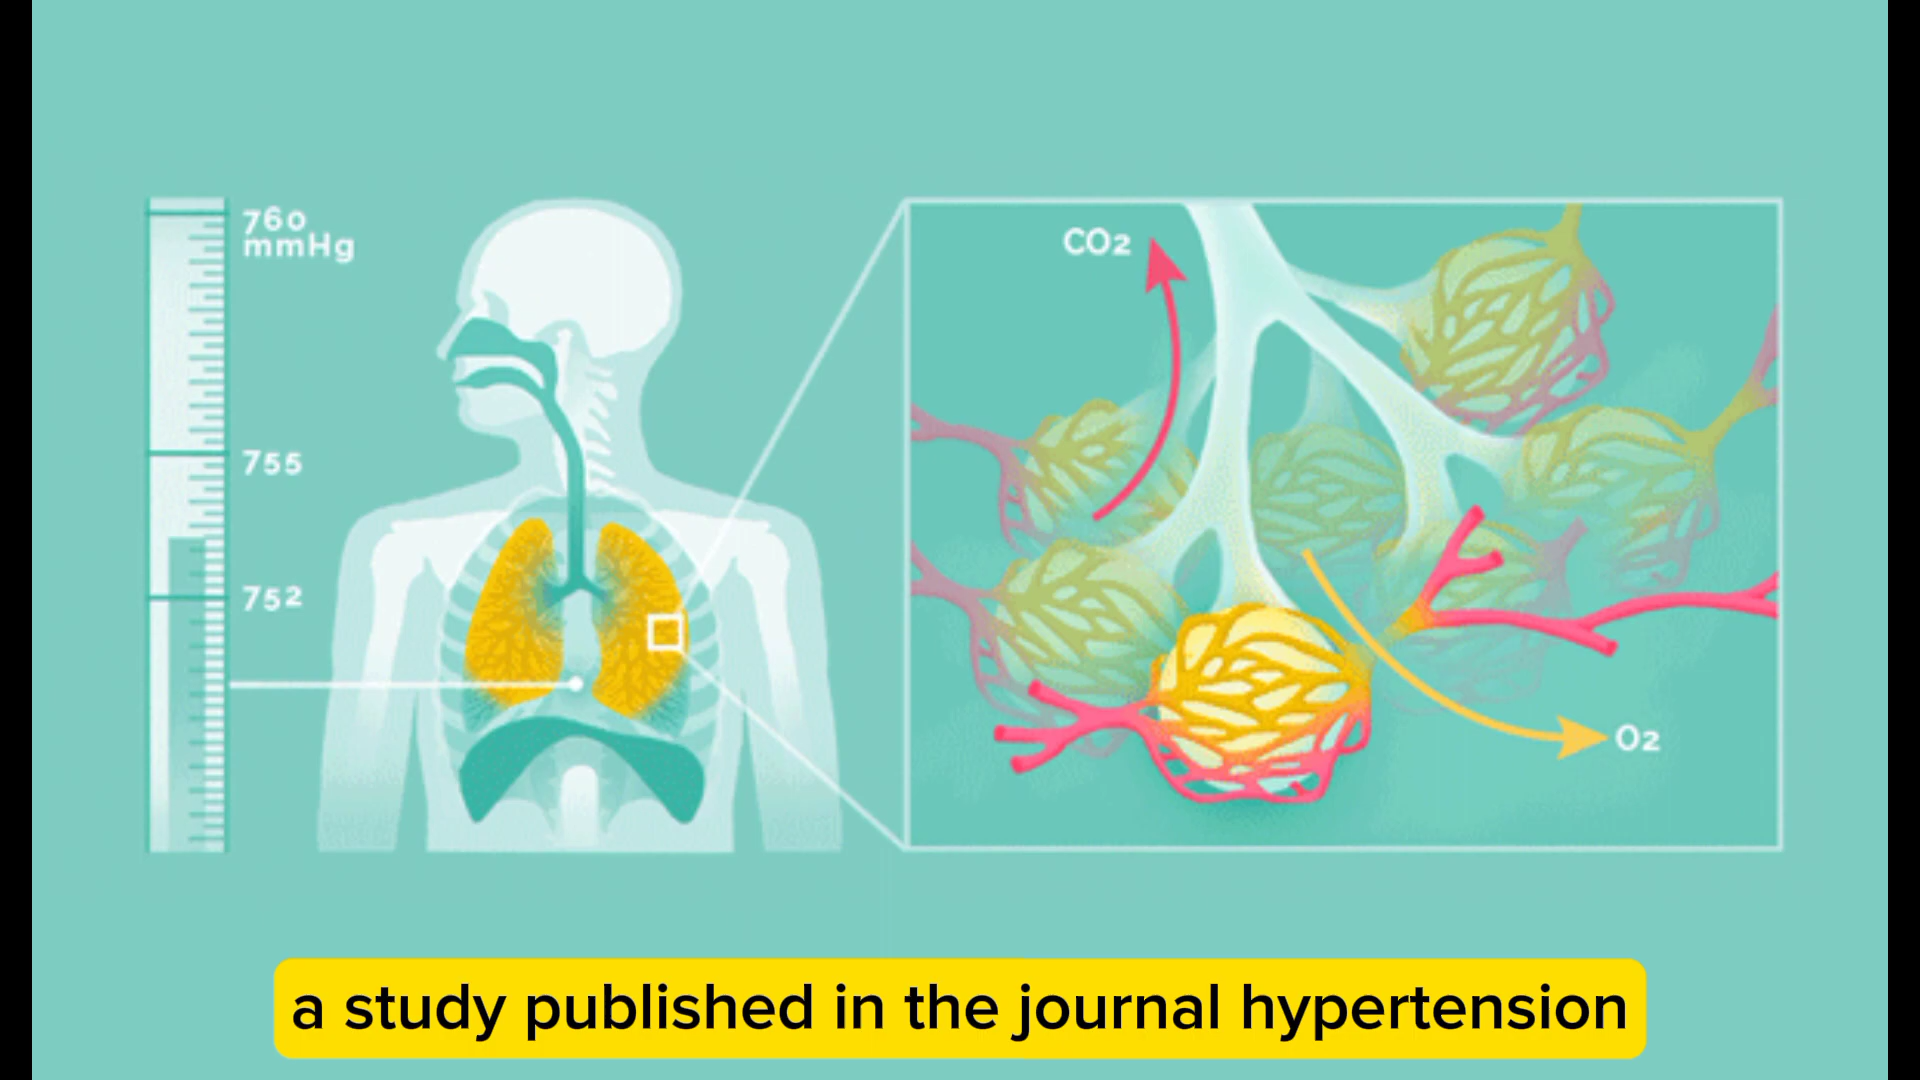 760
mmHg
755
752
CO2
O2
a study published in the journal hypertension